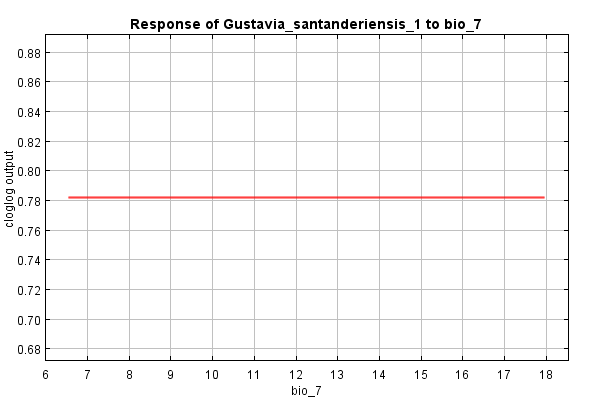 Response of Gustavia_santanderiensis_1 to bio_7
cloglog output
0.88
0.86
0.84
0.82
0.80
0.78
0.76
0.74
0.72
0.70
0.68
6 7 8 9 10 11 12 13 14 15 16 17 18
bio_7